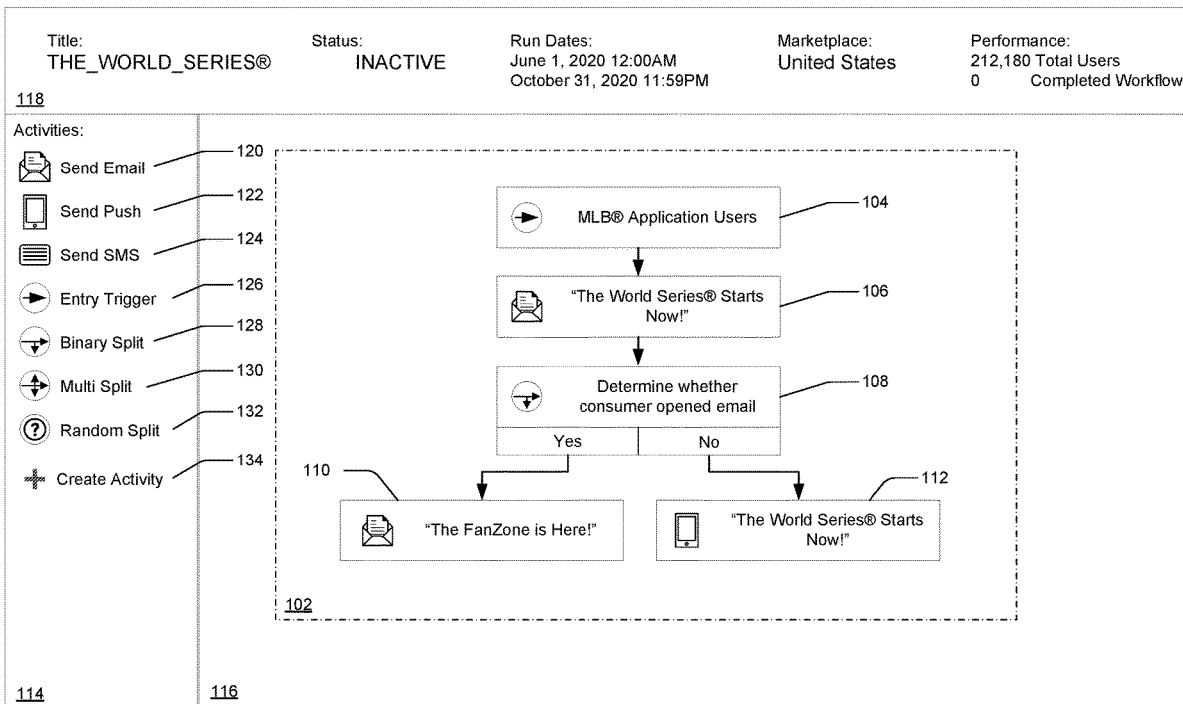 Title:
THE_WORLD_SERIES®
Status:
INACTIVE
Run Dates:
June 1, 2020 12:00AM
October 31, 2020 11:59PM
Marketplace:
United States
Performance:
212,180 Total Users
0 Completed Workflow
118
Activities:
Send Email
120
Send Push
122
Send SMS
124
Entry Trigger
126
Binary Split
128
Multi Split
130
Random Split
132
Create Activity
134
MLB® Application Users
104
“The World Series® Starts
Now!”
106
Determine whether
consumer opened email
108
Yes
No
110
“The FanZone is Here!”
112
“The World Series® Starts
Now!”
102
114
116